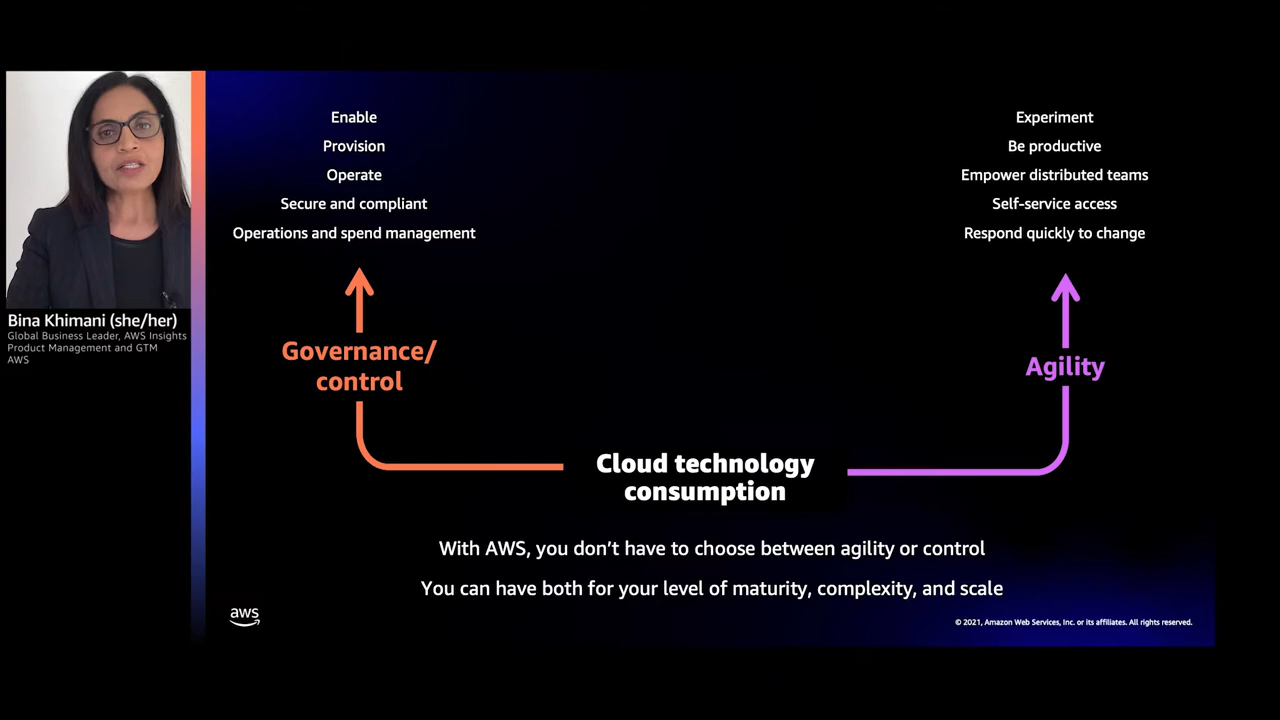 Enable
Provision
Operate
Secure and compliant
Operations and spend management
Experiment
Be productive
Empower distributed teams
Self-service access
Respond quickly to change
Bina Khimani (she/her)
Global Business Leader, AWS Insights
Product Management and GTM
AWS
Governance/
control
Agility
Cloud technology
consumption
With AWS, you don’t have to choose between agility or control
You can have both for your level of maturity, complexity, and scale
aws
© 2021, Amazon Web Services, Inc. or its affiliates. All rights reserved.